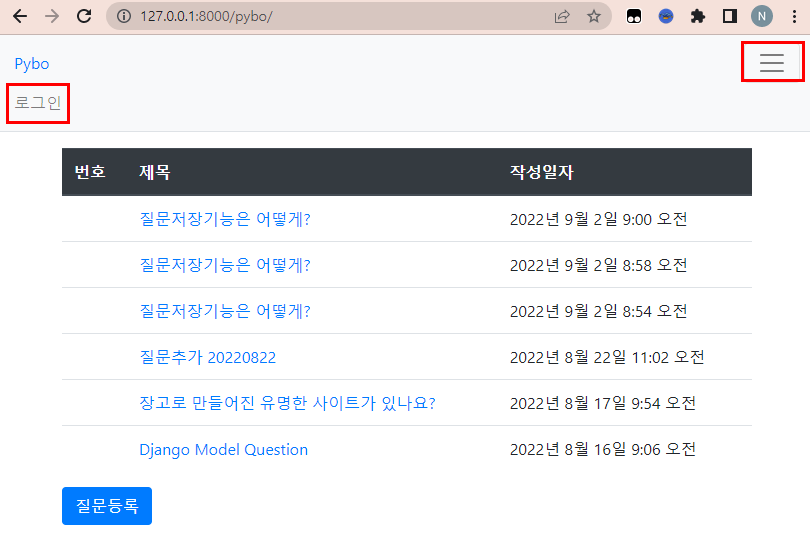 127.0.0.1:8000/pybo/
N
Pybo
로그인
번호 제목 작성일자
질문저장기능은 어떻게? 2022년 9월 2일 9:00 오전
질문저장기능은 어떻게? 2022년 9월 2일 8:58 오전
질문저장기능은 어떻게? 2022년 9월 2일 8:54 오전
질문추가 20220822 2022년 8월 22일 11:02 오전
장고로 만들어진 유명한 사이트가 있나요? 2022년 8월 17일 9:54 오전
Django Model Question 2022년 8월 16일 9:06 오전
질문등록